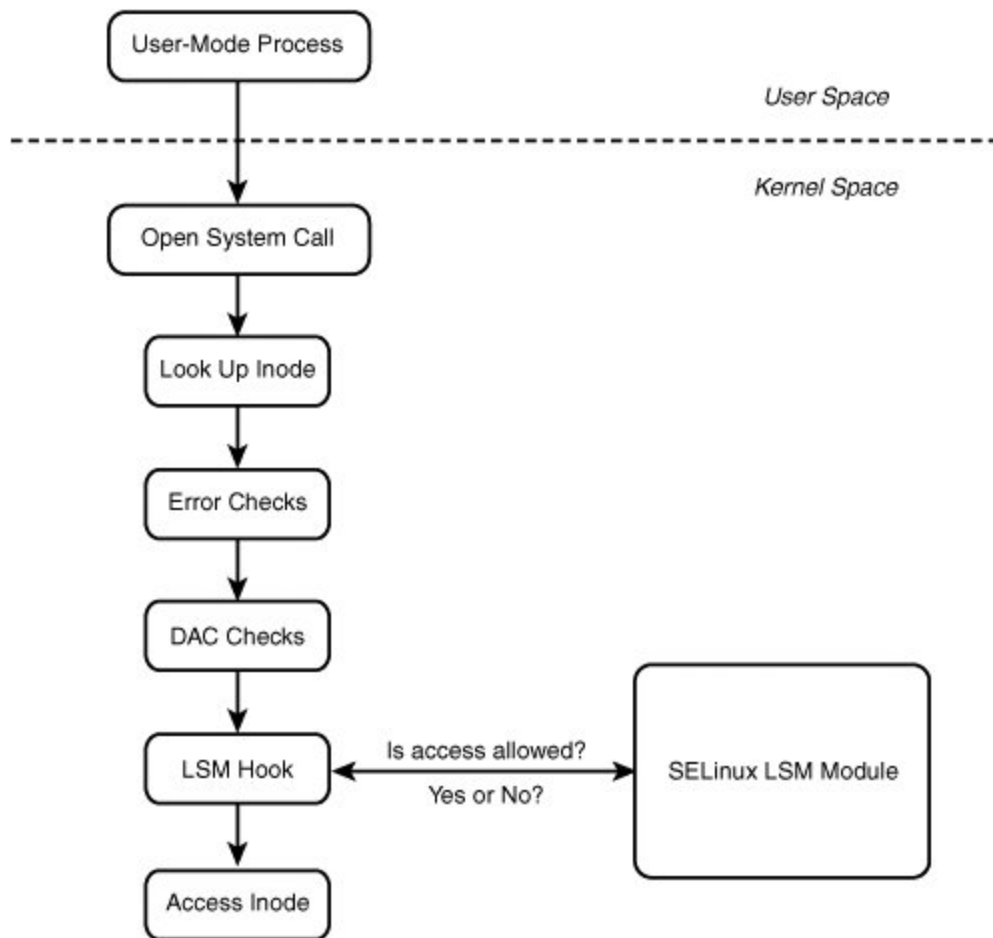 User-Mode Process
User Space
Kernel Space
Open System Call
Look Up Inode
Error Checks
DAC Checks
LSM Hook
Is access allowed?
Yes or No?
SELinux LSM Module
Access Inode